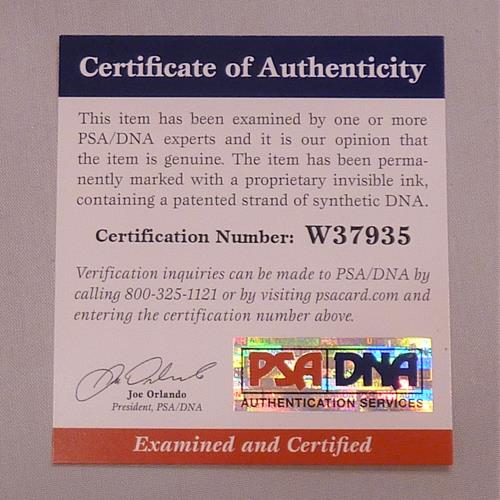 Certificate of Authenticity
This item has been examined by one or more
PSA/DNA experts and it is our opinion that
the item is genuine. The item has been perma-
nently marked with a proprietary invisible ink,
containing a patented strand of synthetic DNA.
Certification Number: W37935
Verification inquiries can be made to PSA/DNA by
calling 800-325-1121 or by visiting psacard.com and
entering the certification number above.
Joe Orlando
President, PSA/DNA
PSA DNA
AUTHENTICATION SERVICES
Examined and Certified